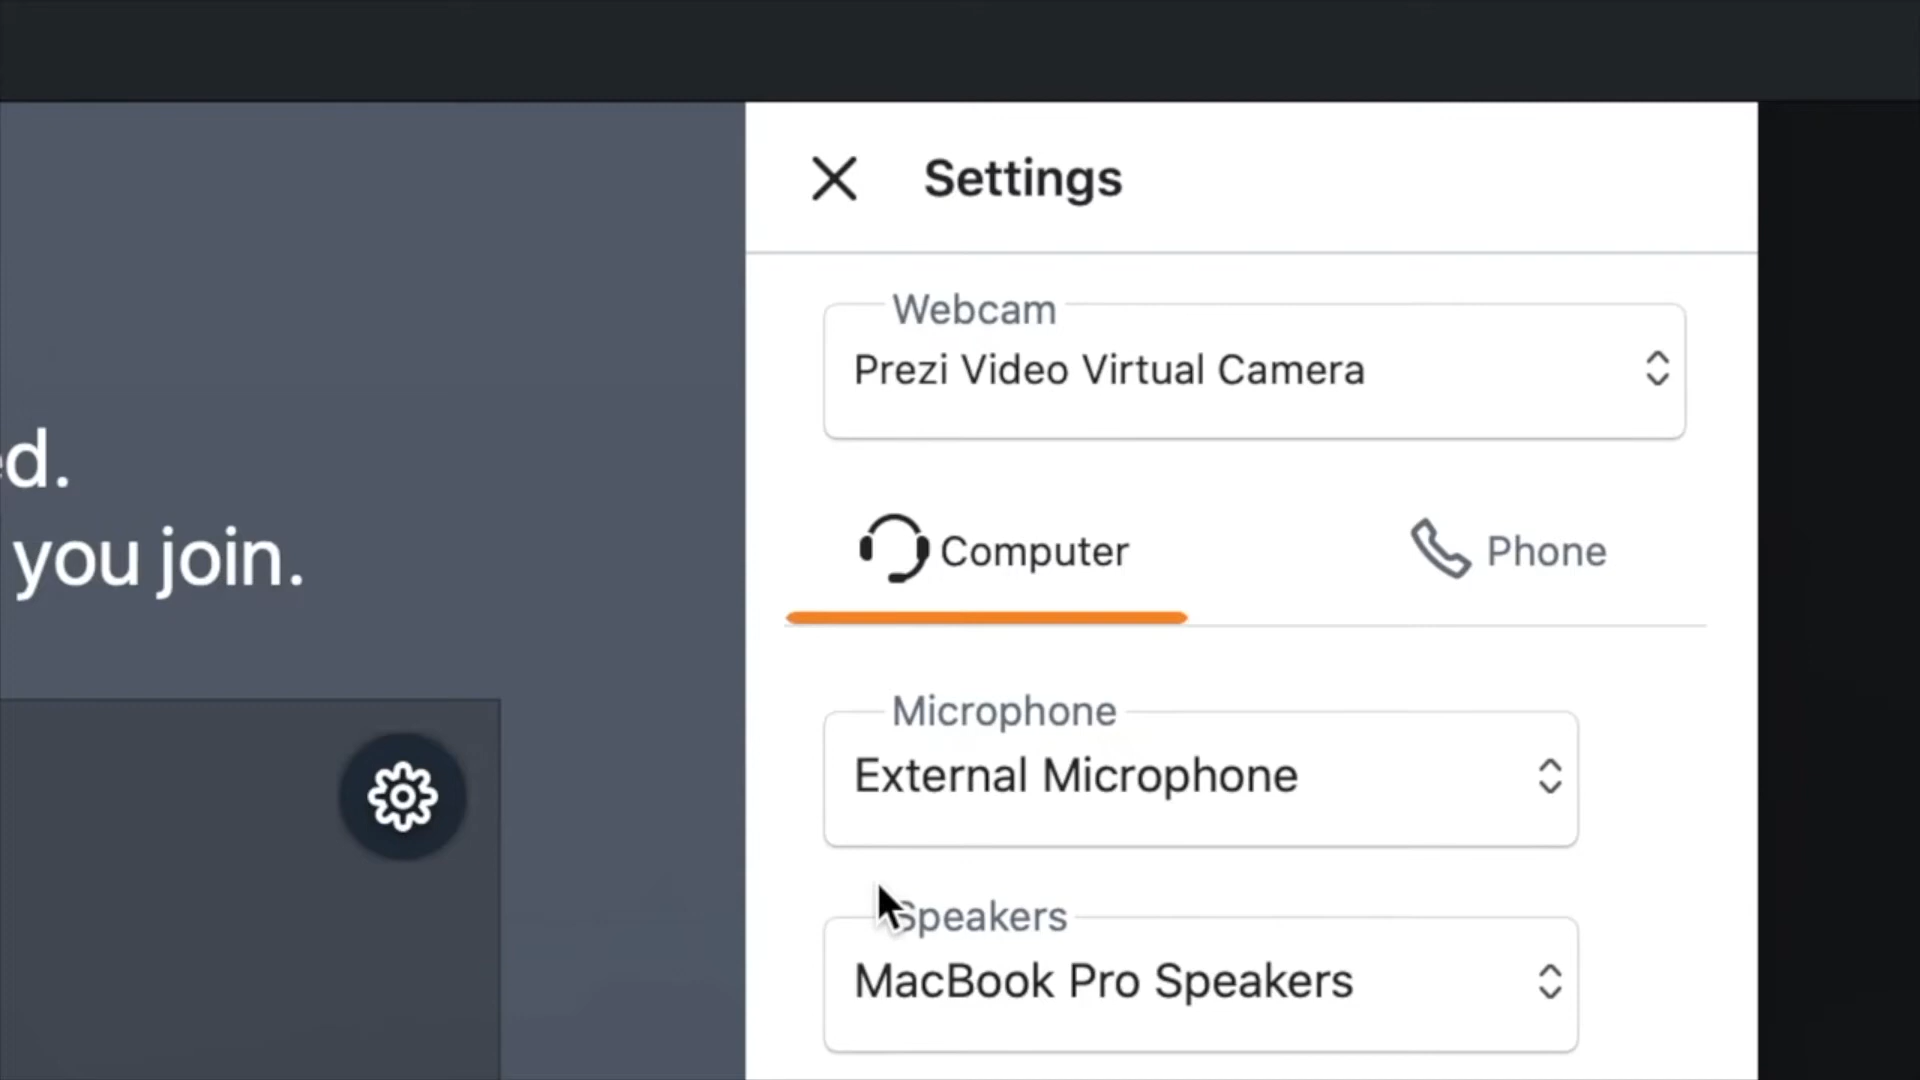 Settings
Webcam
Prezi Video Virtual Camera
ed.
you join.
Computer
Phone
Microphone
External Microphone
Speakers
MacBook Pro Speakers